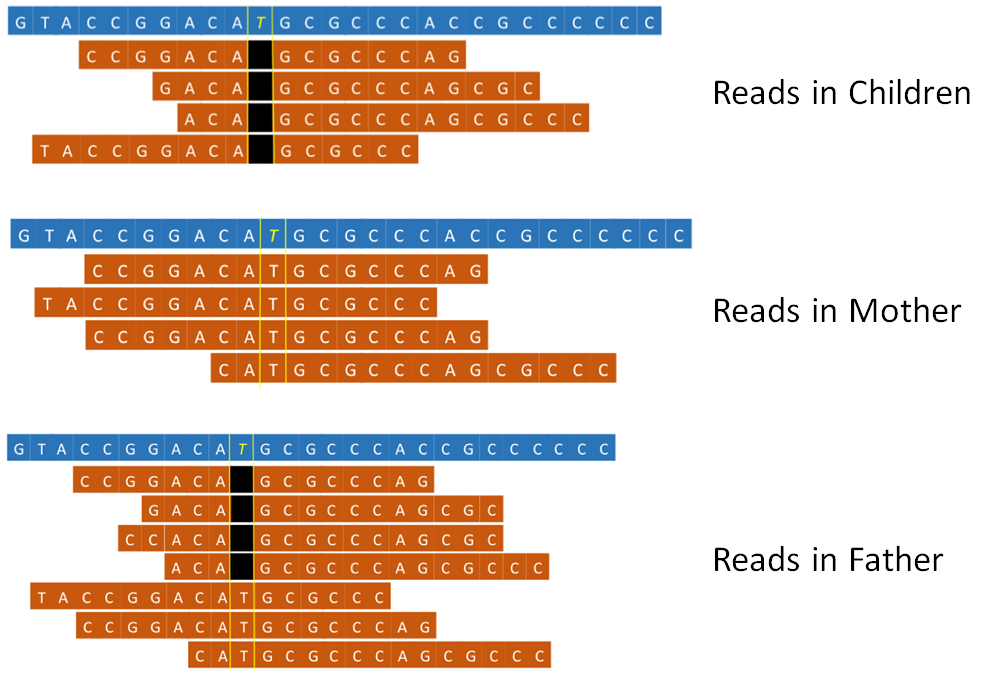 G T A C C G G A C A T G C G C C C A C C G C C C C C C
C C G G A C A G C G C C C A G
G A C A G C G C C C A G C G C
A C A G C G C C C A G C G C C C
T A C C G G A C A G C G C C C
Reads in Children
G T A C C G G A C A T G C G C C C A C C G C C C C C C
C C G G A C A T G C G C C C A G
T A C C G G A C A T G C G C C C
C C G G A C A T G C G C C C A G
C A T G C G C C C A G C G C C C
Reads in Mother
G T A C C G G A C A T G C G C C C A C C G C C C C C C
C C G G A C A G C G C C C A G
G A C A G C G C C C A G C G C
C C A C A G C G C C C A G C G C
A C A G C G C C C A G C G C C C
T A C C G G A C A T G C G C C C
C C G G A C A T G C G C C C A G
C A T G C G C C C A G C G C C C
Reads in Father